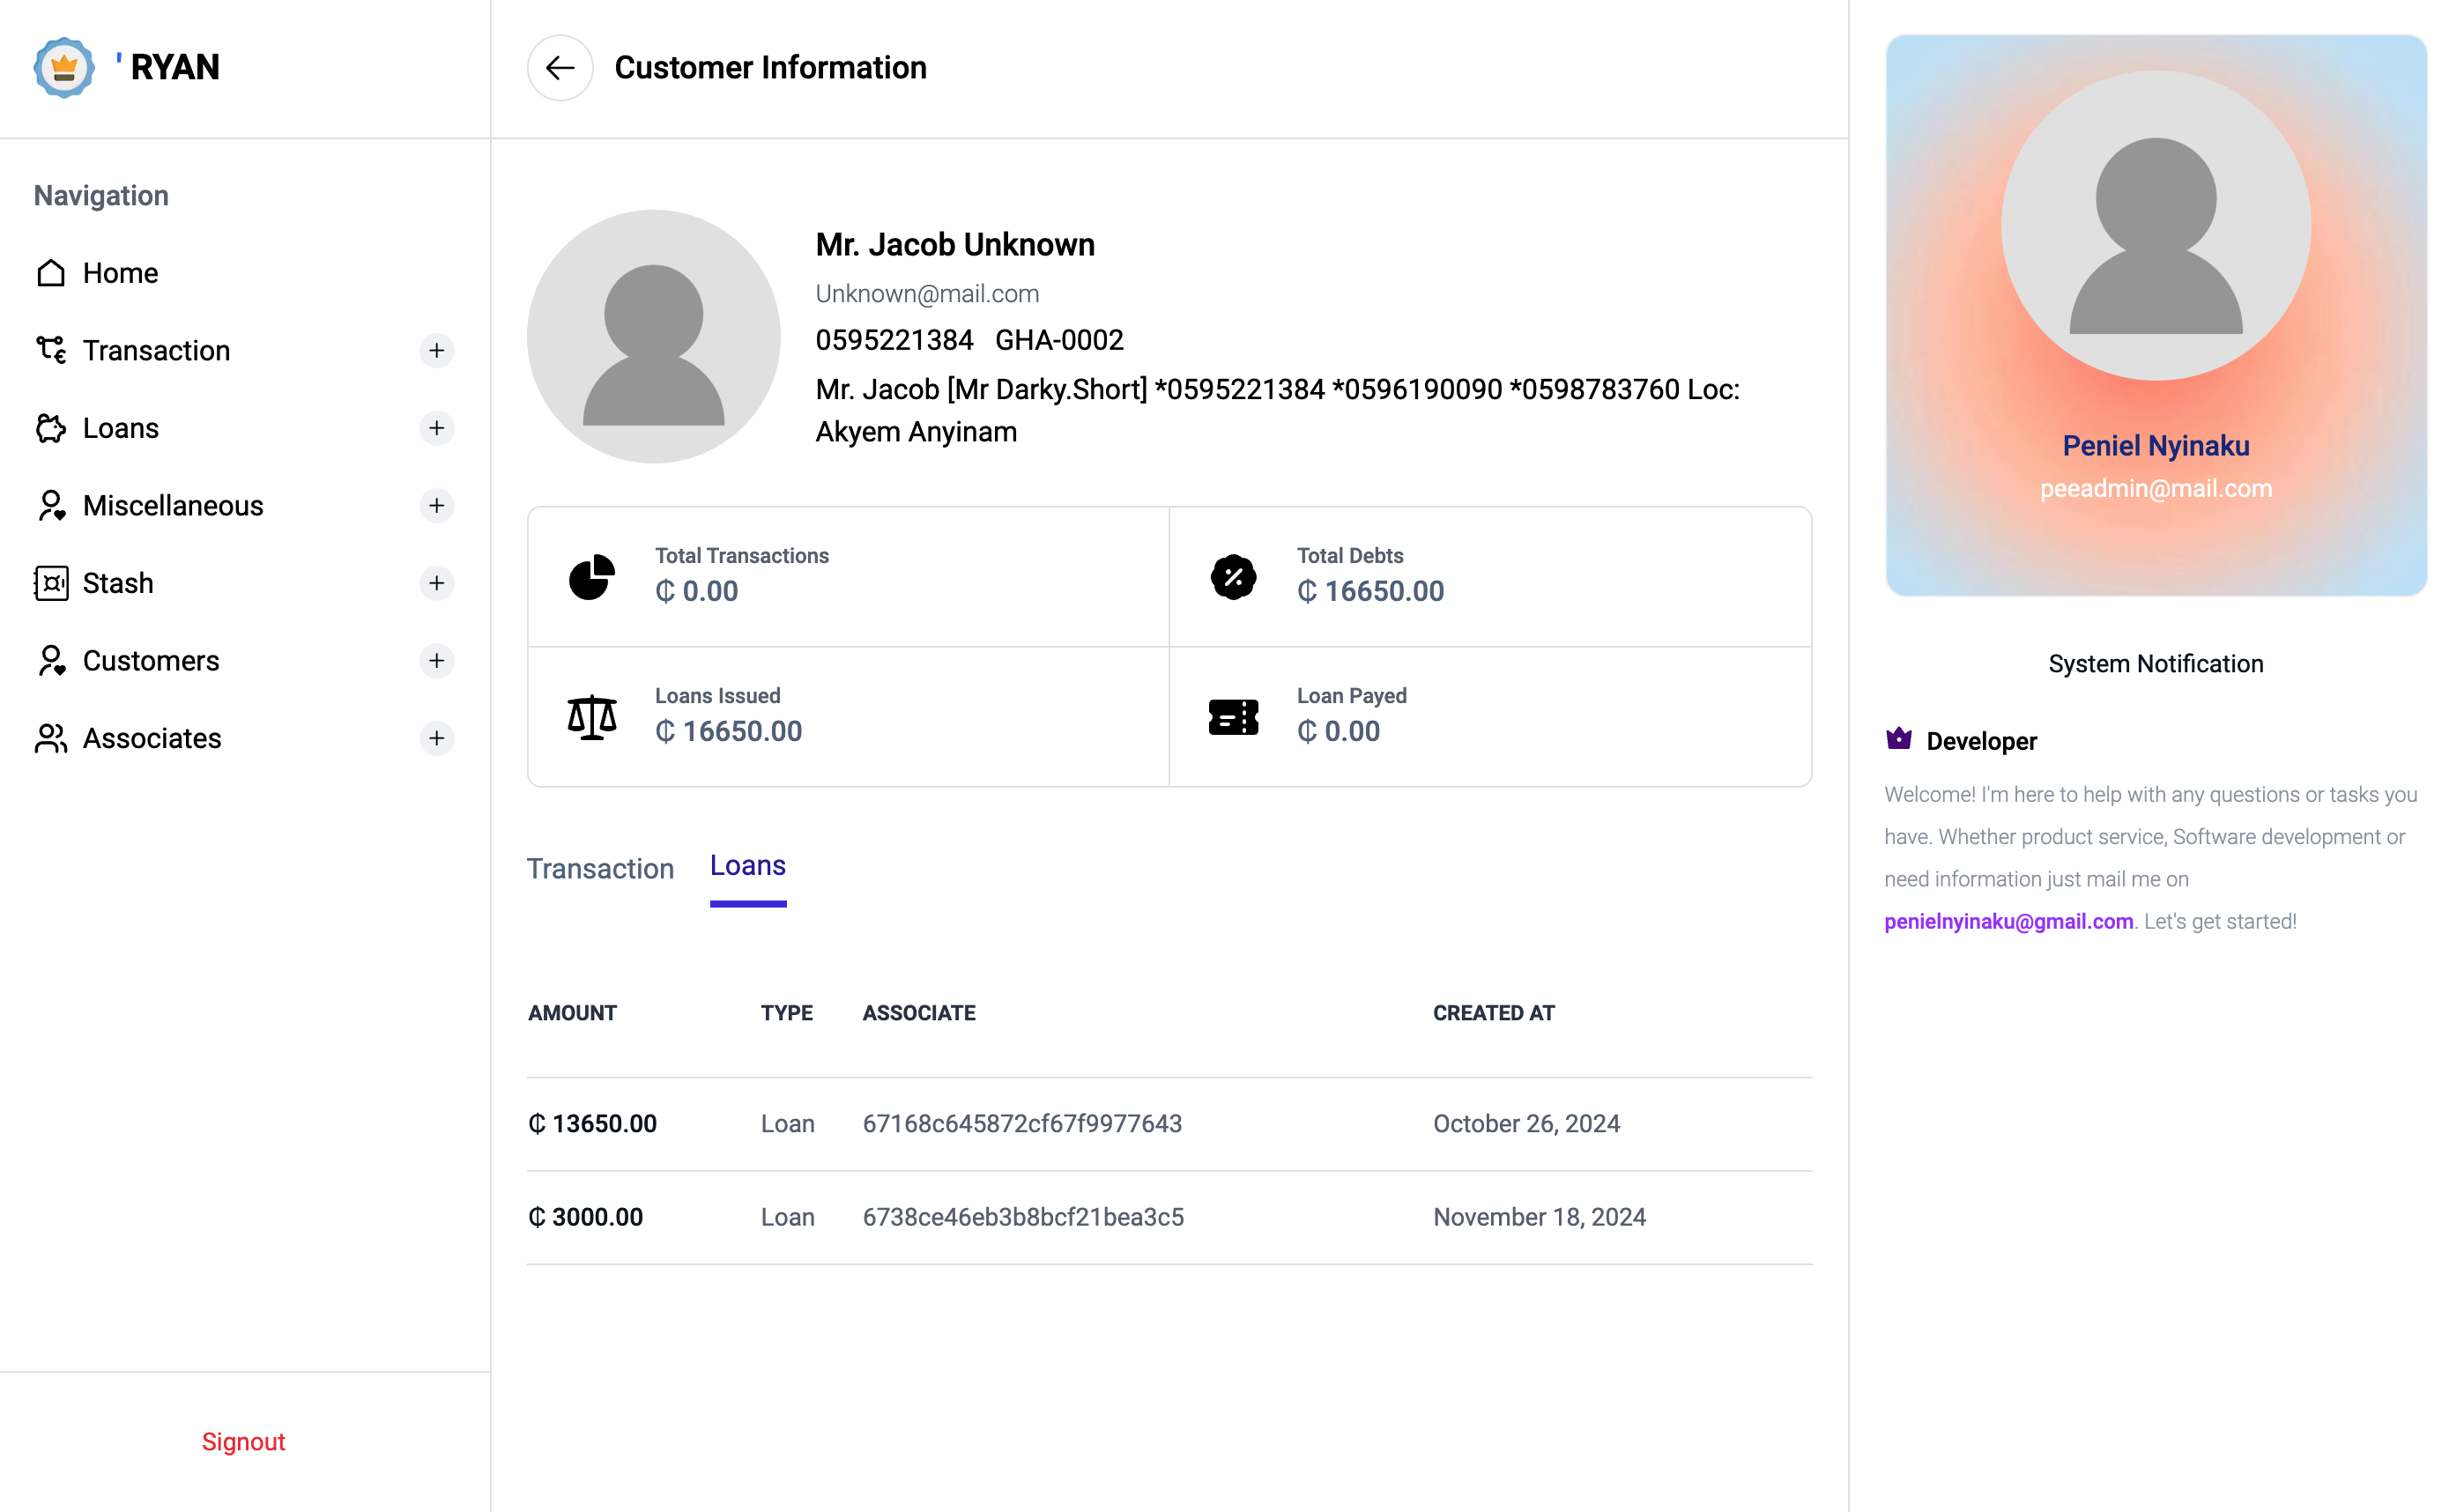 ' RYAN
Navigation
Home
Transaction
Loans
Miscellaneous
Stash
Customers
Associates
Signout
Customer Information
Mr. Jacob Unknown
Unknown@mail.com
0595221384 GHA-0002
Mr. Jacob [Mr Darky.Short] *0595221384 *0596190090 *0598783760 Loc:
Akyem Anyinam
Total Transactions
₵ 0.00
Total Debts
₵ 16650.00
Loans Issued
₵ 16650.00
Loan Payed
₵ 0.00
Transaction Loans
AMOUNT TYPE ASSOCIATE CREATED AT
₵ 13650.00 Loan 67168c645872cf67f9977643 October 26, 2024
₵ 3000.00 Loan 6738ce46eb3b8bcf21bea3c5 November 18, 2024
Peniel Nyinaku
peeadmin@mail.com
System Notification
Developer
Welcome! I'm here to help with any questions or tasks you
have. Whether product service, Software development or
need information just mail me on
penielnyinaku@gmail.com. Let's get started!